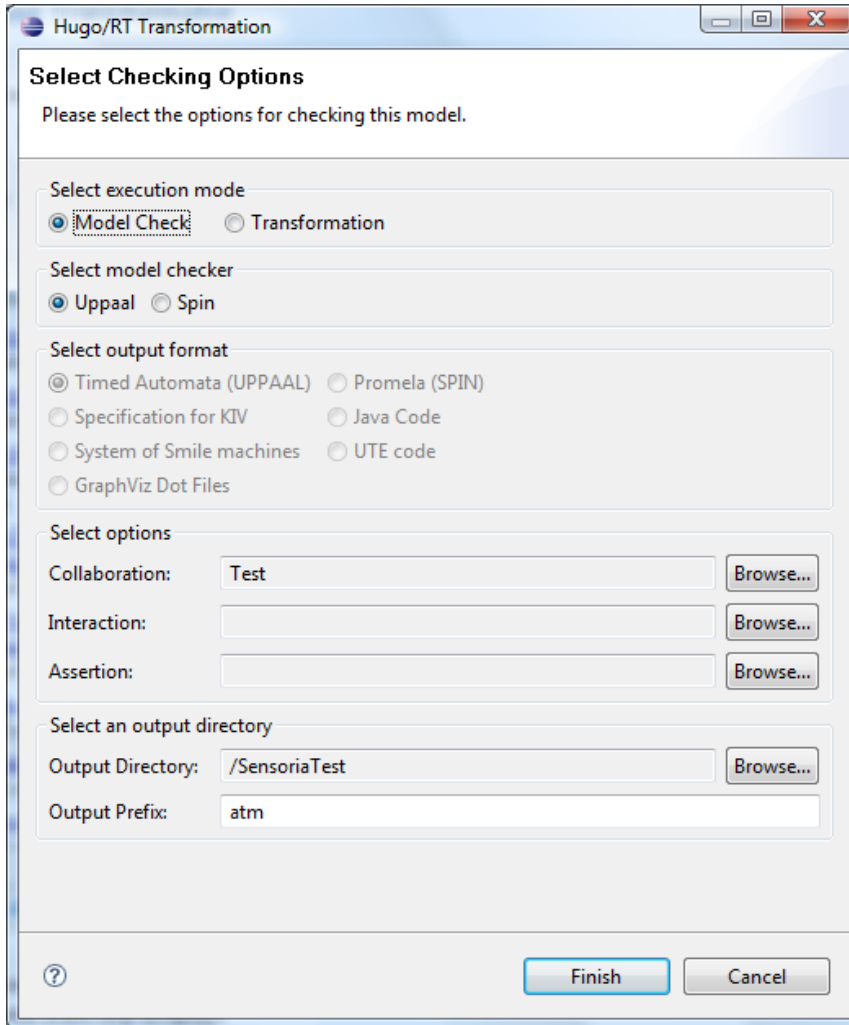 Hugo/RT Transformation
Select Checking Options
Please select the options for checking this model.
Select execution mode
Model Check Transformation
Select model checker
Uppaal Spin
Select output format
Timed Automata (UPPAAL) Promela (SPIN)
Specification for KIV Java Code
System of Smile machines UTE code
GraphViz Dot Files
Select options
Collaboration: Test Browse...
Interaction: Browse...
Assertion: Browse...
Select an output directory
Output Directory: /SensoriaTest Browse...
Output Prefix: atm
Finish Cancel